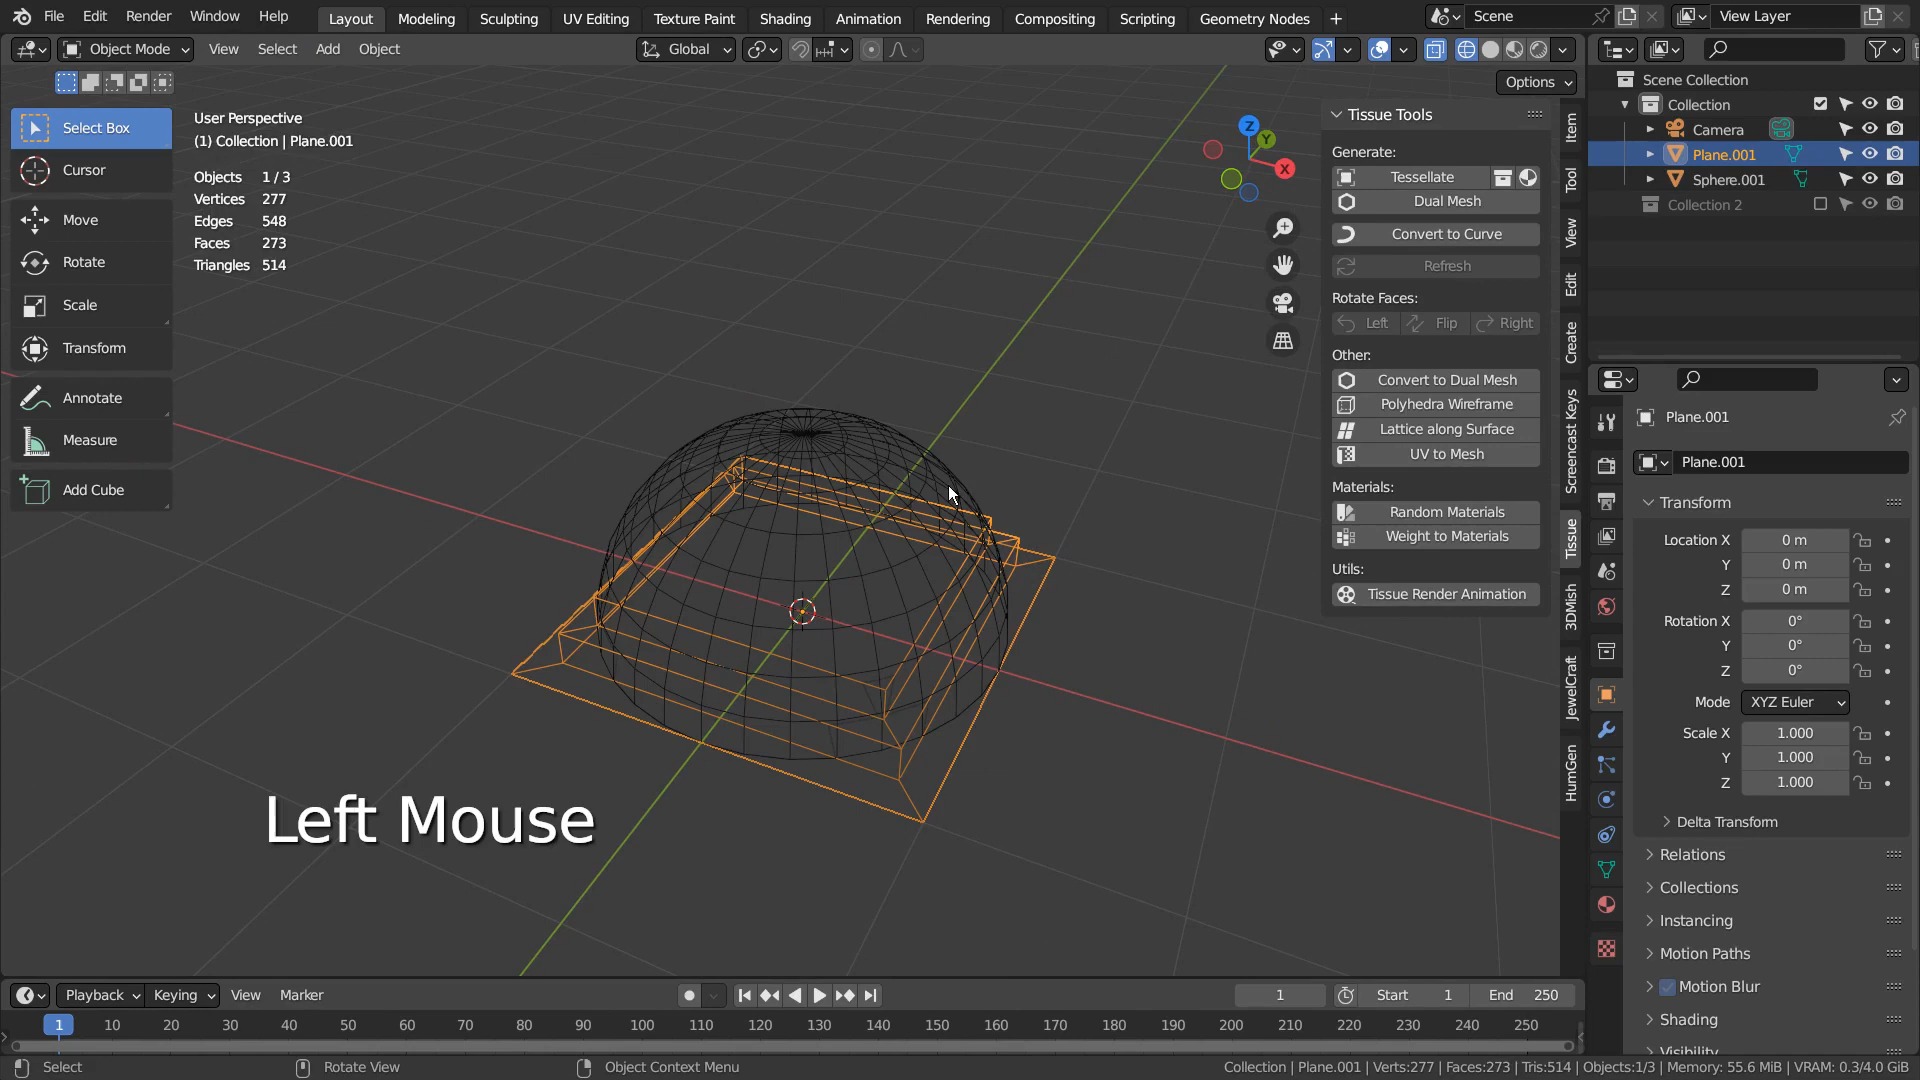 File Edit Render Window Help Layout Modeling Sculpting UV Editing Texture Paint Shading Animation Rendering Compositing Scripting Geometry Nodes + Scene View Layer
Object Mode View Select Add Object Global
Options
Select Box
Cursor
Move
Rotate
Scale
Transform
Annotate
Measure
Add Cube
User Perspective
(1) Collection | Plane.001
Objects 1 / 3
Vertices 277
Edges 548
Faces 273
Triangles 514
Z
Y
X
Left Mouse
Tissue Tools
Generate:
Tessellate
Dual Mesh
Convert to Curve
Refresh
Rotate Faces:
Left Flip Right
Other:
Convert to Dual Mesh
Polyhedra Wireframe
Lattice along Surface
UV to Mesh
Materials:
Random Materials
Weight to Materials
Utils:
Tissue Render Animation
Item
Tool
View
Edit
Create
Screencast Keys
Tissue
3DMish
JewelCraft
HumGen
Scene Collection
Collection
Camera
Plane.001
Sphere.001
Collection 2
Plane.001
Plane.001
Transform
Location X 0 m
Y 0 m
Z 0 m
Rotation X 0°
Y 0°
Z 0°
Mode XYZ Euler
Scale X 1.000
Y 1.000
Z 1.000
Delta Transform
Relations
Collections
Instancing
Motion Paths
Motion Blur
Shading
Visibility
Playback Keying View Marker 1 Start 1 End 250
1 10 20 30 40 50 60 70 80 90 100 110 120 130 140 150 160 170 180 190 200 210 220 230 240 250
Select Rotate View Object Context Menu Collection | Plane.001 | Verts:277 | Faces:273 | Tris:514 | Objects:1/3 | Memory: 55.6 MiB | VRAM: 0.3/4.0 GiB